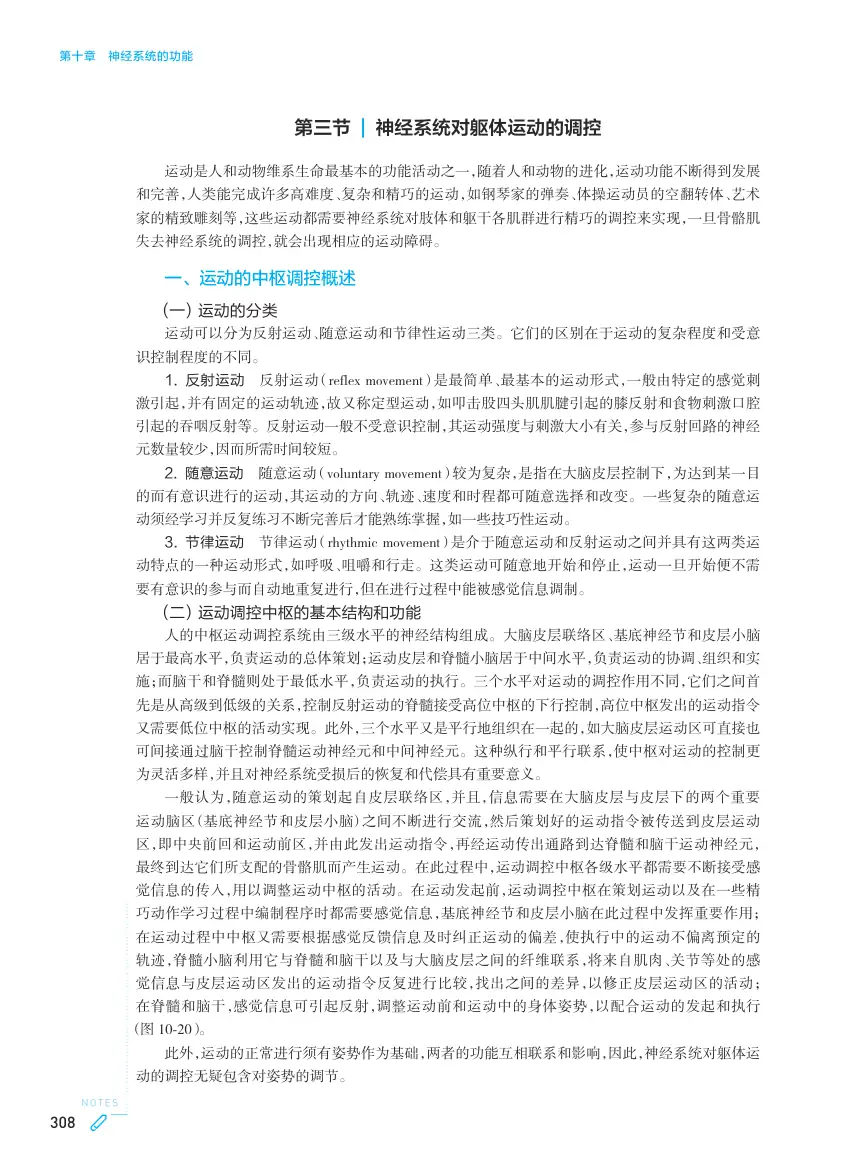 第十章　神经系统的功能
第三节｜神经系统对躯体运动的调控
运动是人和动物维系生命最基本的功能活动之一，随着人和动物的进化，运动功能不断得到发展
和完善，人类能完成许多高难度、复杂和精巧的运动，如钢琴家的弹奏、体操运动员的空翻转体、艺术
家的精致雕刻等，这些运动都需要神经系统对肢体和躯干各肌群进行精巧的调控来实现，一旦骨骼肌
失去神经系统的调控，就会出现相应的运动障碍。
一、运动的中枢调控概述
（一）运动的分类
运动可以分为反射运动、随意运动和节律性运动三类。它们的区别在于运动的复杂程度和受意
识控制程度的不同。
1. 反射运动　反射运动（reflex movement）是最简单、最基本的运动形式，一般由特定的感觉刺
激引起，并有固定的运动轨迹，故又称定型运动，如叩击股四头肌肌腱引起的膝反射和食物刺激口腔
引起的吞咽反射等。反射运动一般不受意识控制，其运动强度与刺激大小有关，参与反射回路的神经
元数量较少，因而所需时间较短。
2. 随意运动　随意运动（voluntary movement）较为复杂，是指在大脑皮层控制下，为达到某一目
的而有意识进行的运动，其运动的方向、轨迹、速度和时程都可随意选择和改变。一些复杂的随意运
动须经学习并反复练习不断完善后才能熟练掌握，如一些技巧性运动。
3. 节律运动　节律运动（rhythmic movement）是介于随意运动和反射运动之间并具有这两类运
动特点的一种运动形式，如呼吸、咀嚼和行走。这类运动可随意地开始和停止，运动一旦开始便不需
要有意识的参与而自动地重复进行，但在进行过程中能被感觉信息调制。
（二）运动调控中枢的基本结构和功能
人的中枢运动调控系统由三级水平的神经结构组成。大脑皮层联络区、基底神经节和皮层小脑
居于最高水平，负责运动的总体策划；运动皮层和脊髓小脑居于中间水平，负责运动的协调、组织和实
施；而脑干和脊髓则处于最低水平，负责运动的执行。三个水平对运动的调控作用不同，它们之间首
先是从高级到低级的关系，控制反射运动的脊髓接受高位中枢的下行控制，高位中枢发出的运动指令
又需要低位中枢的活动实现。此外，三个水平又是平行地组织在一起的，如大脑皮层运动区可直接也
可间接通过脑干控制脊髓运动神经元和中间神经元。这种纵行和平行联系，使中枢对运动的控制更
为灵活多样，并且对神经系统受损后的恢复和代偿具有重要意义。
一般认为，随意运动的策划起自皮层联络区，并且，信息需要在大脑皮层与皮层下的两个重要
运动脑区（基底神经节和皮层小脑）之间不断进行交流，然后策划好的运动指令被传送到皮层运动
区，即中央前回和运动前区，并由此发出运动指令，再经运动传出通路到达脊髓和脑干运动神经元，
最终到达它们所支配的骨骼肌而产生运动。在此过程中，运动调控中枢各级水平都需要不断接受感
觉信息的传入，用以调整运动中枢的活动。在运动发起前，运动调控中枢在策划运动以及在一些精
巧动作学习过程中编制程序时都需要感觉信息，基底神经节和皮层小脑在此过程中发挥重要作用；
在运动过程中中枢又需要根据感觉反馈信息及时纠正运动的偏差，使执行中的运动不偏离预定的
轨迹，脊髓小脑利用它与脊髓和脑干以及与大脑皮层之间的纤维联系，将来自肌肉、关节等处的感
觉信息与皮层运动区发出的运动指令反复进行比较，找出之间的差异，以修正皮层运动区的活动；
在脊髓和脑干，感觉信息可引起反射，调整运动前和运动中的身体姿势，以配合运动的发起和执行
（图 10-20）。
此外，运动的正常进行须有姿势作为基础，两者的功能互相联系和影响，因此，神经系统对躯体运
动的调控无疑包含对姿势的调节。
NOTES
308